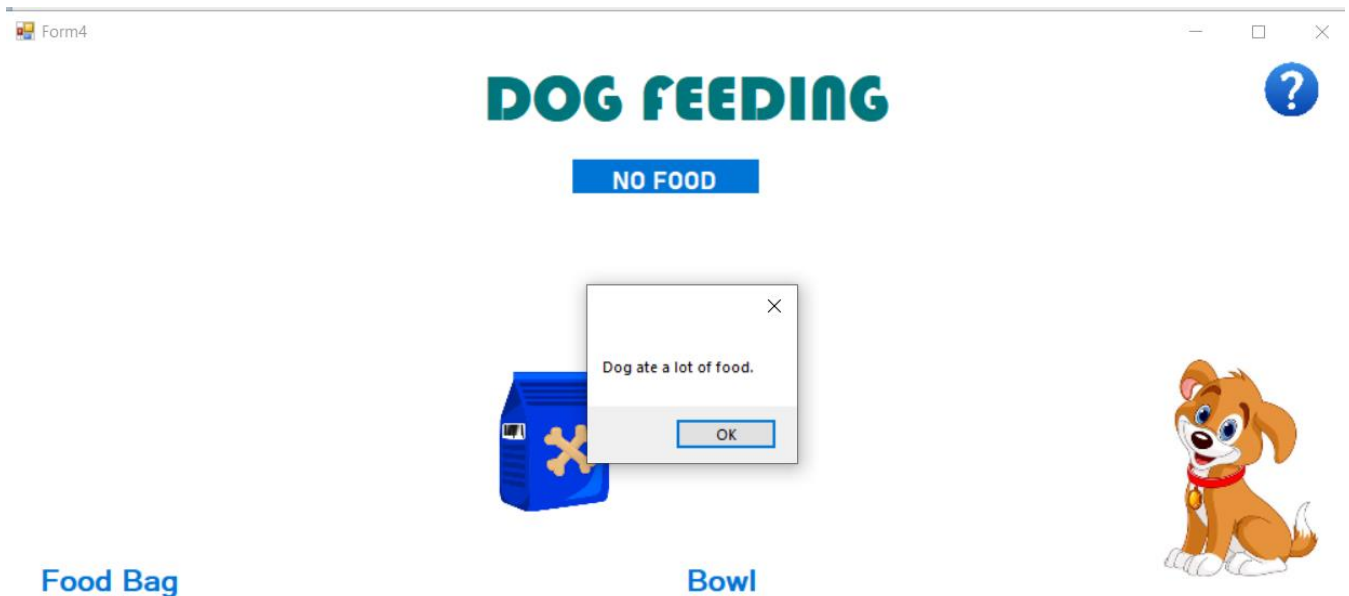 Form4
DOG FEEDING
?
NO FOOD
Dog ate a lot of food.
OK
Food Bag
Bowl